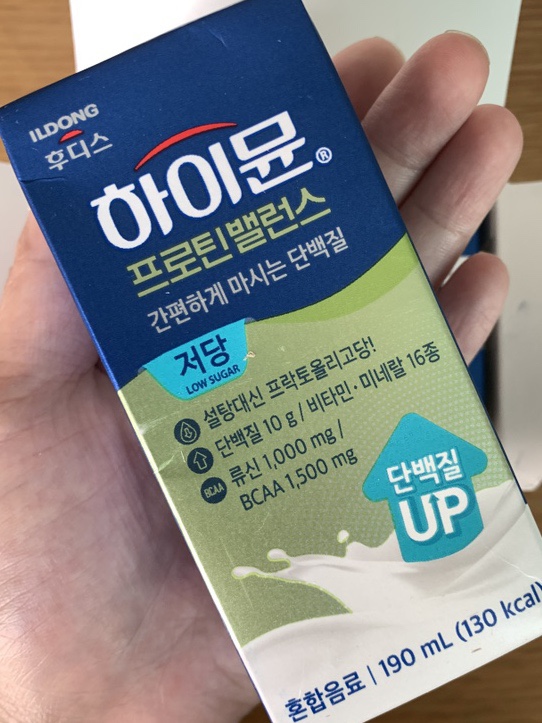 ILDONG
후디스
하이뮨®
프로틴밸런스
간편하게 마시는 단백질
저당
LOW SUGAR
설탕대신 프락토올리고당!
단백질 10 g / 비타민·미네랄 16종
BCAA
류신 1,000 mg /
BCAA 1,500 mg
단백질
UP
혼합음료 | 190 mL (130 kcal)